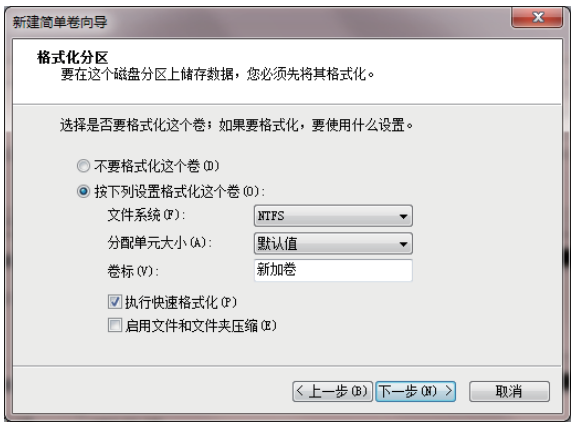 新建简单卷向导
格式化分区
要在这个磁盘分区上储存数据，您必须先将其格式化。
选择是否要格式化这个卷；如果要格式化，要使用什么设置。
不要格式化这个卷(D)
按下列设置格式化这个卷(O):
文件系统(F): NTFS
分配单元大小(A): 默认值
卷标(V): 新加卷
执行快速格式化(P)
启用文件和文件夹压缩(E)
< 上一步(B) 下一步(N) > 取消